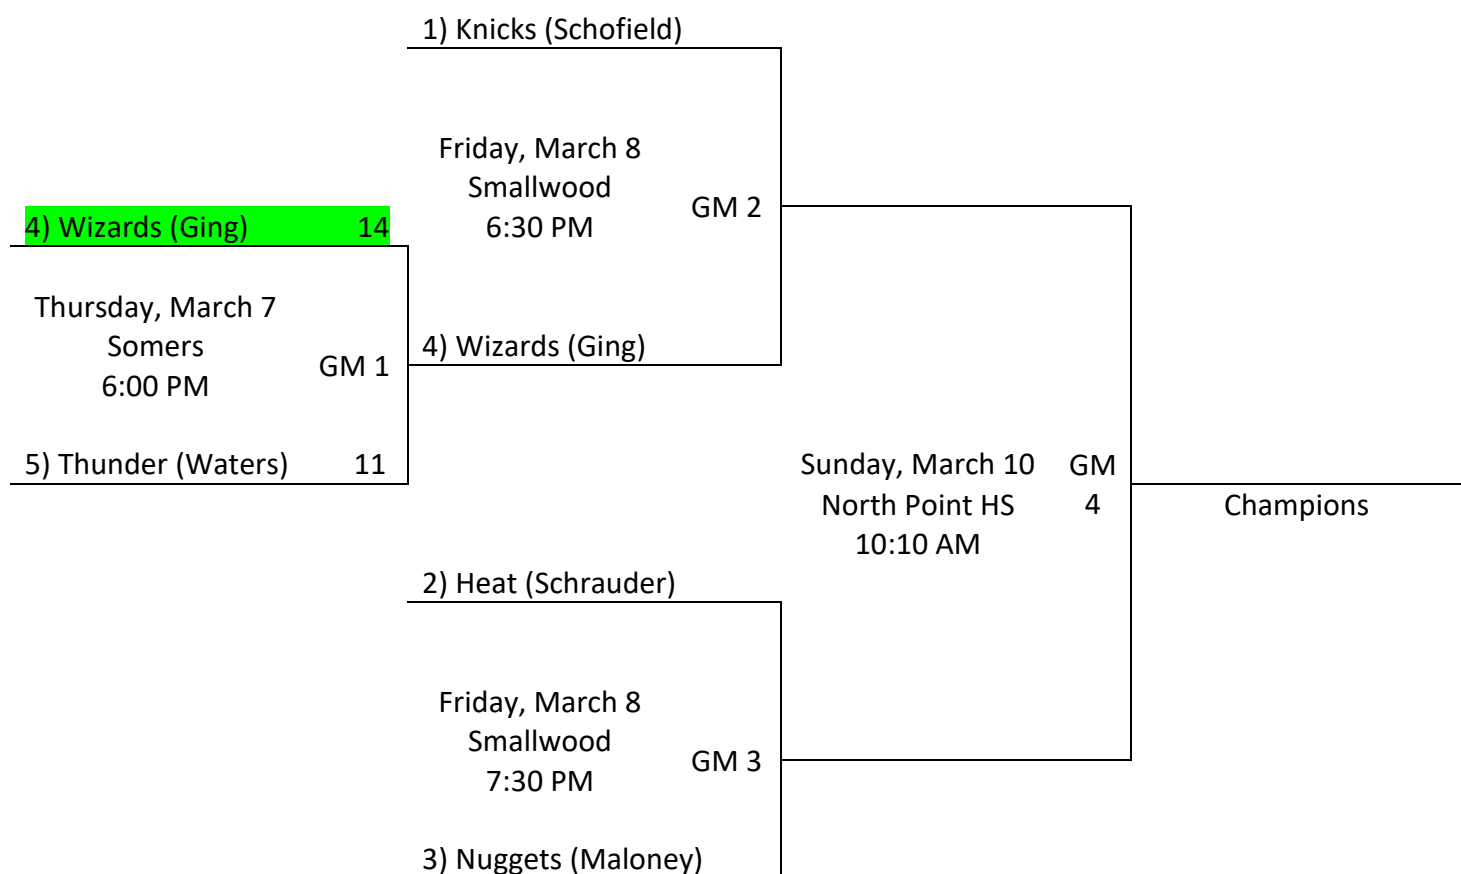 1) Knicks (Schofield)
Friday, March 8
Smallwood
6:30 PM
GM 2
4) Wizards (Ging) 14
Thursday, March 7
Somers
6:00 PM
GM 1
4) Wizards (Ging)
5) Thunder (Waters) 11
Sunday, March 10
North Point HS
10:10 AM
GM
4
Champions
2) Heat (Schrauder)
Friday, March 8
Smallwood
7:30 PM
GM 3
3) Nuggets (Maloney)